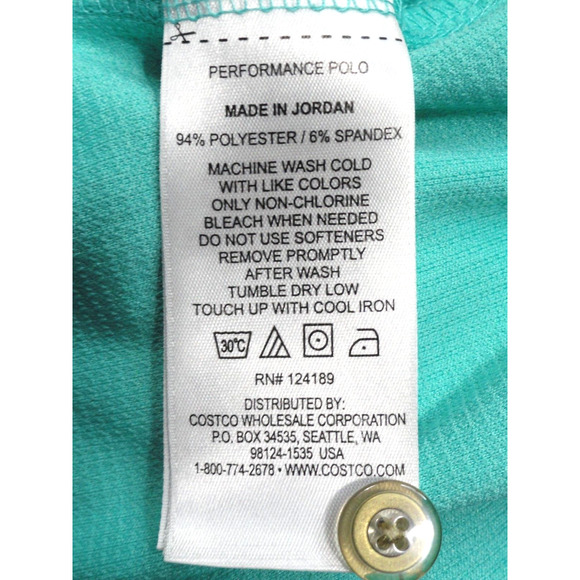 PERFORMANCE POLO
MADE IN JORDAN
94% POLYESTER / 6% SPANDEX
MACHINE WASH COLD
WITH LIKE COLORS
ONLY NON-CHLORINE
BLEACH WHEN NEEDED
DO NOT USE SOFTENERS
REMOVE PROMPTLY
AFTER WASH
TUMBLE DRY LOW
TOUCH UP WITH COOL IRON
30°C
RN# 124189
DISTRIBUTED BY:
COSTCO WHOLESALE CORPORATION
P.O. BOX 34535, SEATTLE, WA
98124-1535 USA
1-800-774-2678 • WWW.COSTCO.COM